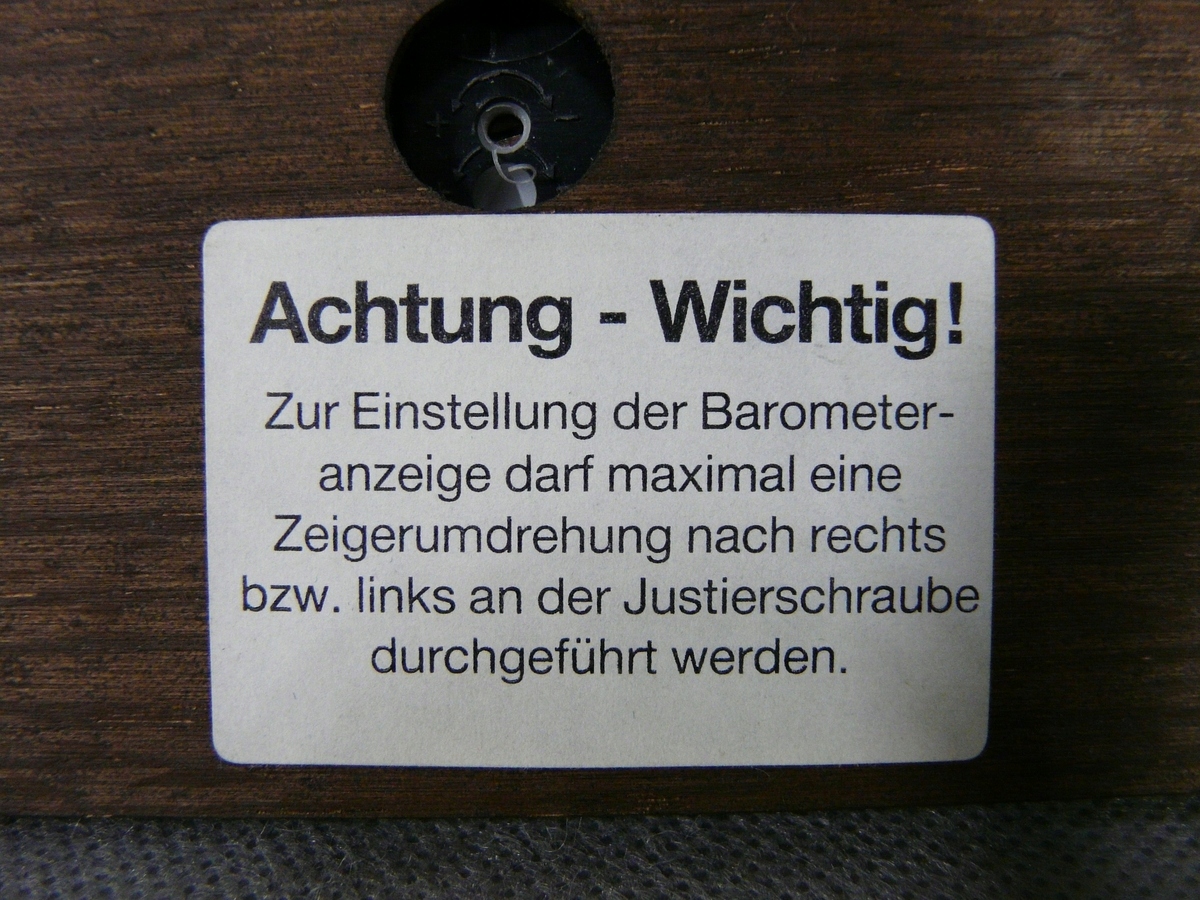 + -
Achtung - Wichtig!
Zur Einstellung der Barometer-
anzeige darf maximal eine
Zeigerumdrehung nach rechts
bzw. links an der Justierschraube
durchgeführt werden.